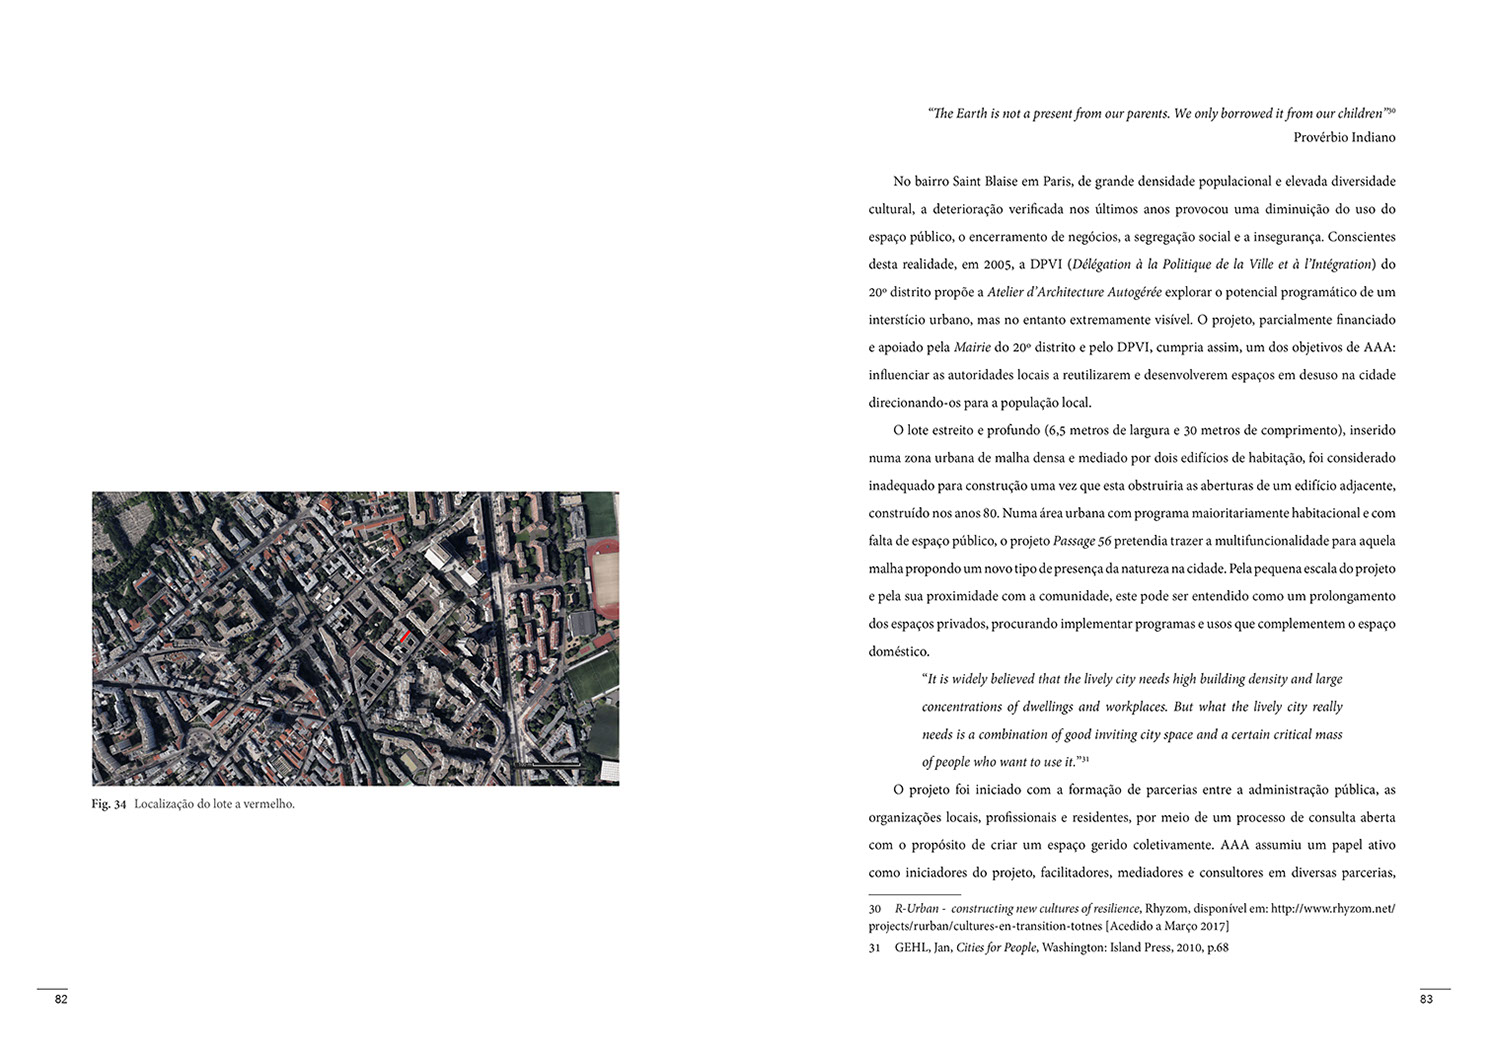 Fig. 34 Localização do lote a vermelho.
82
“The Earth is not a present from our parents. We only borrowed it from our children”30
Provérbio Indiano
No bairro Saint Blaise em Paris, de grande densidade populacional e elevada diversidade
cultural, a deterioração verificada nos últimos anos provocou uma diminuição do uso do
espaço público, o encerramento de negócios, a segregação social e a insegurança. Conscientes
desta realidade, em 2005, a DPVI (Délégation à la Politique de la Ville et à l’Intégration) do
20º distrito propõe a Atelier d’Architecture Autogérée explorar o potencial programático de um
interstício urbano, mas no entanto extremamente visível. O projeto, parcialmente financiado
e apoiado pela Mairie do 20º distrito e pelo DPVI, cumpria assim, um dos objetivos de AAA:
influenciar as autoridades locais a reutilizarem e desenvolverem espaços em desuso na cidade
direcionando-os para a população local.
O lote estreito e profundo (6,5 metros de largura e 30 metros de comprimento), inserido
numa zona urbana de malha densa e mediado por dois edifícios de habitação, foi considerado
inadequado para construção uma vez que esta obstruiria as aberturas de um edifício adjacente,
construído nos anos 80. Numa área urbana com programa maioritariamente habitacional e com
falta de espaço público, o projeto Passage 56 pretendia trazer a multifuncionalidade para aquela
malha propondo um novo tipo de presença da natureza na cidade. Pela pequena escala do projeto
e pela sua proximidade com a comunidade, este pode ser entendido como um prolongamento
dos espaços privados, procurando implementar programas e usos que complementem o espaço
doméstico.
“It is widely believed that the lively city needs high building density and large
concentrations of dwellings and workplaces. But what the lively city really
needs is a combination of good inviting city space and a certain critical mass
of people who want to use it.”31
O projeto foi iniciado com a formação de parcerias entre a administração pública, as
organizações locais, profissionais e residentes, por meio de um processo de consulta aberta
com o propósito de criar um espaço gerido coletivamente. AAA assumiu um papel ativo
como iniciadores do projeto, facilitadores, mediadores e consultores em diversas parcerias,
30 R-Urban - constructing new cultures of resilience, Rhyzom, disponível em: http://www.rhyzom.net/
projects/rurban/cultures-en-transition-totnes [Acedido a Março 2017]
31 GEHL, Jan, Cities for People, Washington: Island Press, 2010, p.68
83